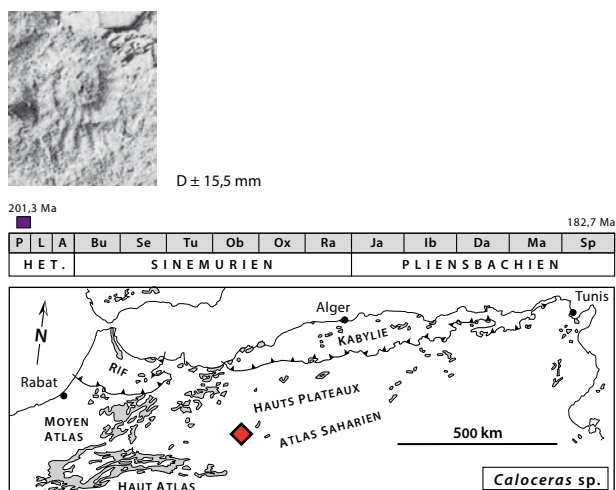 D ± 15,5 mm
201,3 Ma
182,7 Ma
P L A Bu Se Tu Ob Ox Ra Ja Ib Da Ma Sp
HET. SINEMURIEN PLIENSBACHIEN
Alger
Tunis
N
KABYLIE
RIF
Rabat
HAUTS PLATEAUX
MOYEN
ATLAS
ATLAS SAHARIEN
500 km
HAUT ATLAS
Caloceras sp.